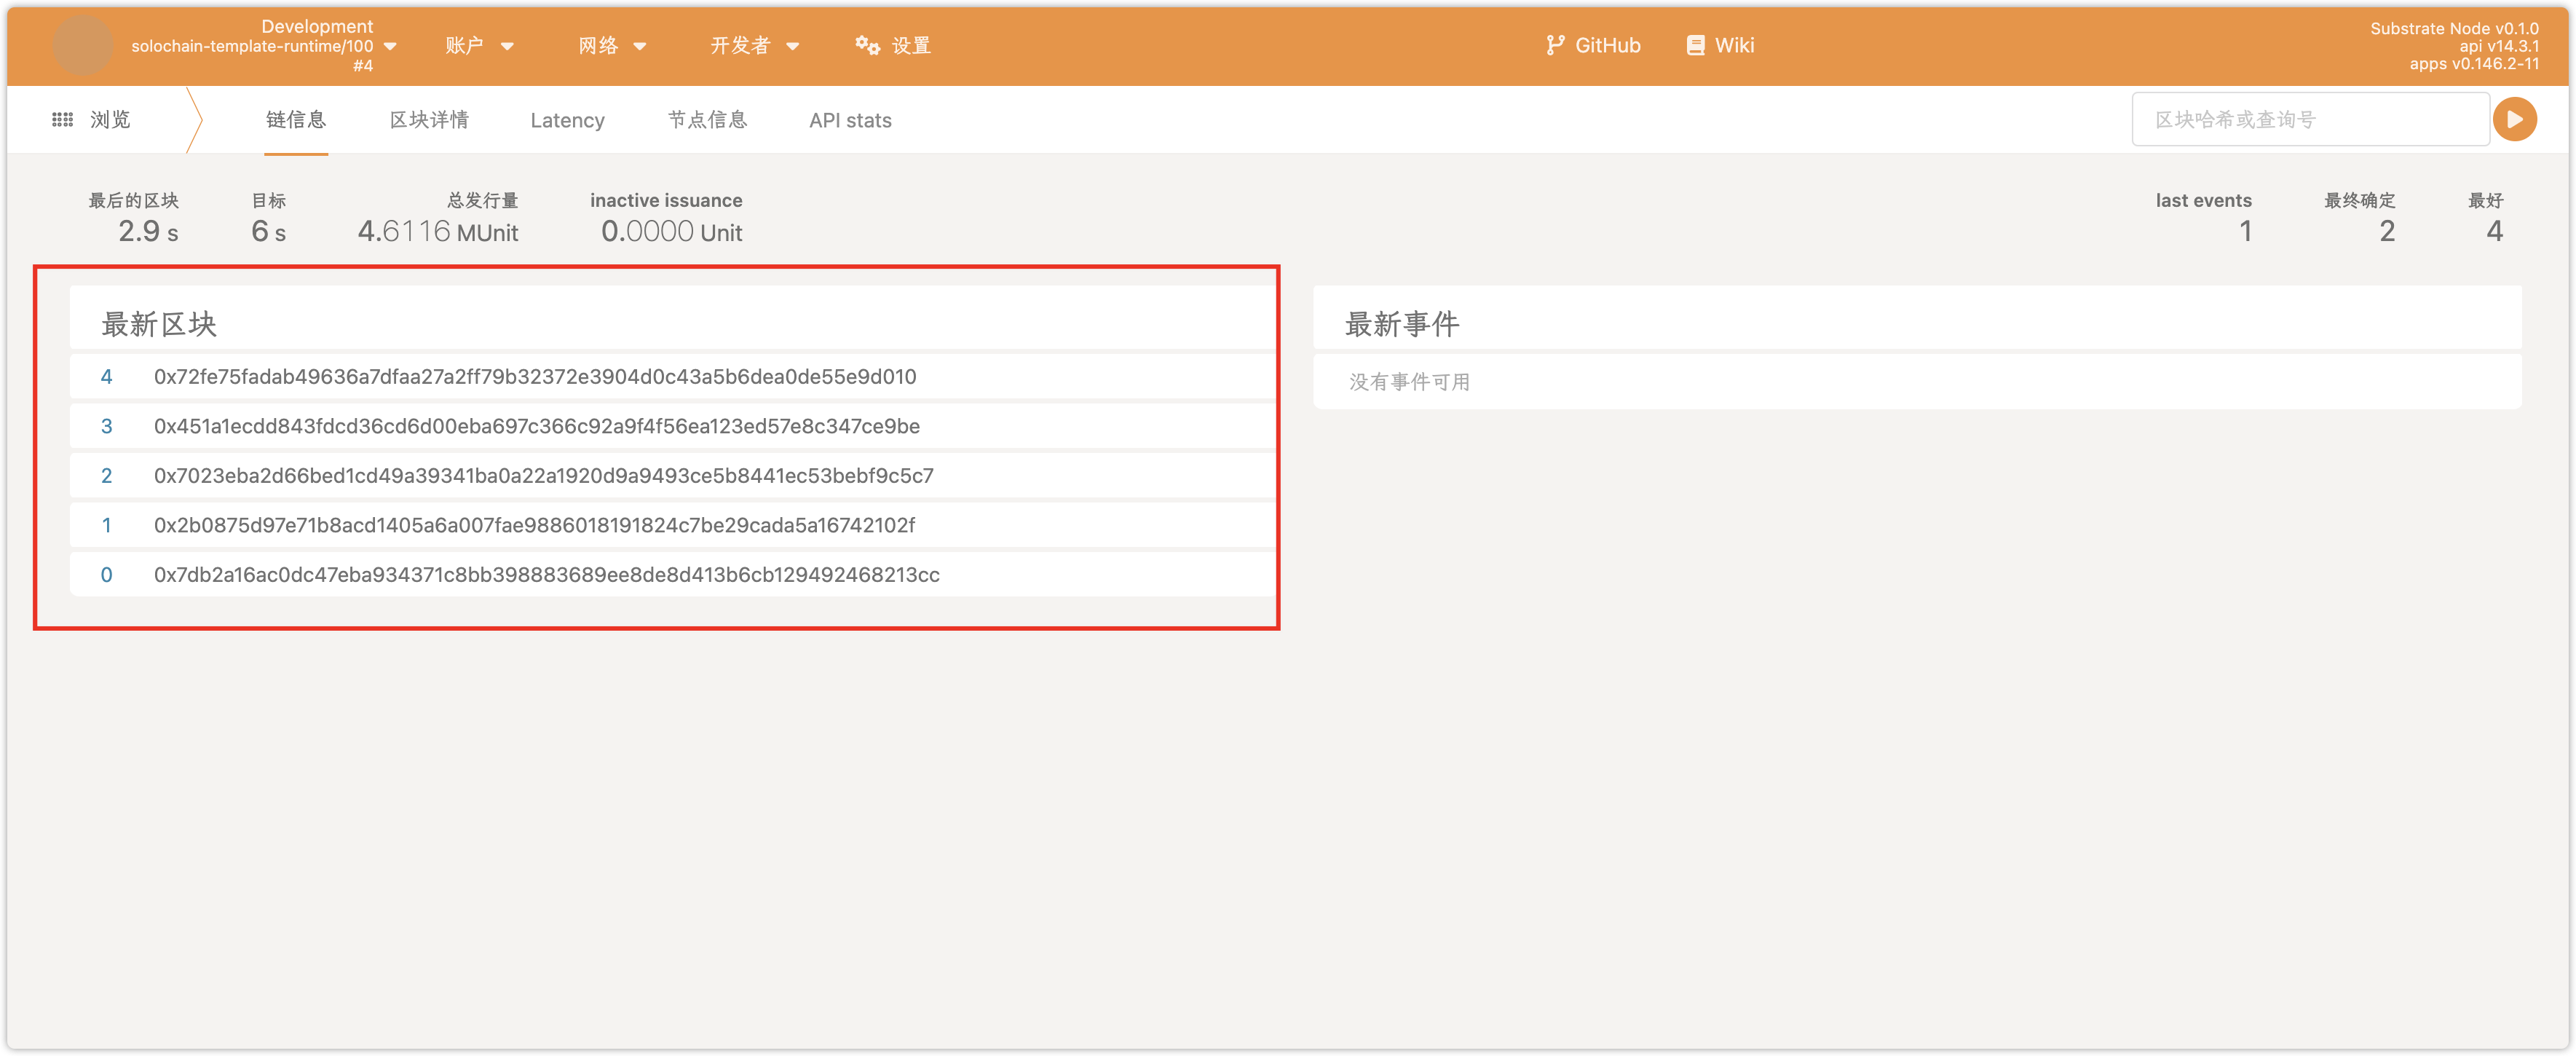 Development
solochain-template-runtime/100
#4
账户
网络
开发者
设置
GitHub
Wiki
Substrate Node v0.1.0
api v14.3.1
apps v0.146.2-11
浏览
链信息
区块详情
Latency
节点信息
API stats
区块哈希或查询号
最后的区块
2.9 s
目标
6 s
总发行量
4.6116 MUnit
inactive issuance
0.0000 Unit
last events
1
最终确定
2
最好
4
最新区块
4 0x72fe75fadab49636a7dfaa27a2ff79b32372e3904d0c43a5b6dea0de55e9d010
3 0x451a1ecdd843fdcd36cd6d00eba697c366c92a9f4f56ea123ed57e8c347ce9be
2 0x7023eba2d66bed1cd49a39341ba0a22a1920d9a9493ce5b8441ec53bebf9c5c7
1 0x2b0875d97e71b8acd1405a6a007fae9886018191824c7be29cada5a16742102f
0 0x7db2a16ac0dc47eba934371c8bb398883689ee8de8d413b6cb129492468213cc
最新事件
没有事件可用